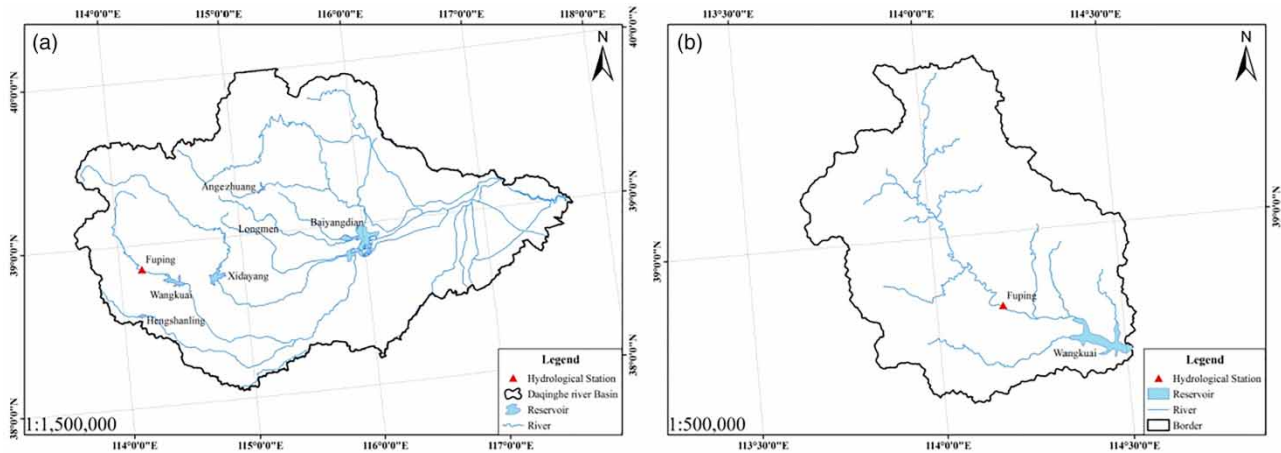 114°0'0"E 115°0'0"E 116°0'0"E 117°0'0"E 118°0'0"E
(a)
N
40°0'0"N
40°0'0"N
39°0'0"N
39°0'0"N
38°0'0"N
38°0'0"N
Angezhuang
Longmen
Baiyangdian
Fuping
Xidayang
Wangkuai
Hengshanling
Legend
Hydrological Station
Daqinghe river Basin
Reservoir
River
1:1,500,000
114°0'0"E 115°0'0"E 116°0'0"E 117°0'0"E
113°30'0"E 114°0'0"E 114°30'0"E
(b)
N
39°0'0"N
39°0'0"N
Fuping
Wangkuai
Legend
Hydrological Station
Reservoir
River
Border
1:500,000
113°30'0"E 114°0'0"E 114°30'0"E